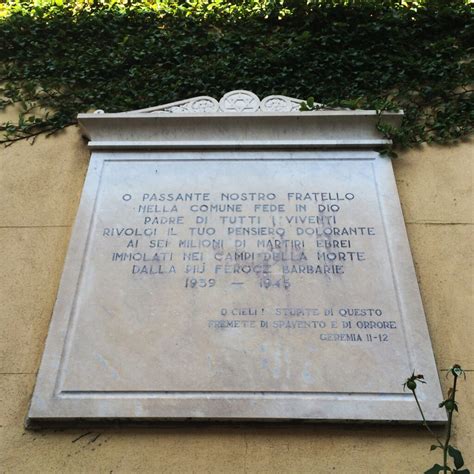 O PASSANTE NOSTRO FRATELLO
NELLA COMUNE FEDE IN DIO
PADRE DI TUTTI I VIVENTI
RIVOLGI IL TUO PENSIERO DOLORANTE
AI SEI MILIONI DI MARTIRI EBREI
IMMOLATI NEI CAMPI DELLA MORTE
DALLA PIÚ FEROCE BARBARIE
1939 — 1945
O CIELI STUPITE DI QUESTO
FREMETE DI SPAVENTO E DI ORRORE
GEREMIA II-12